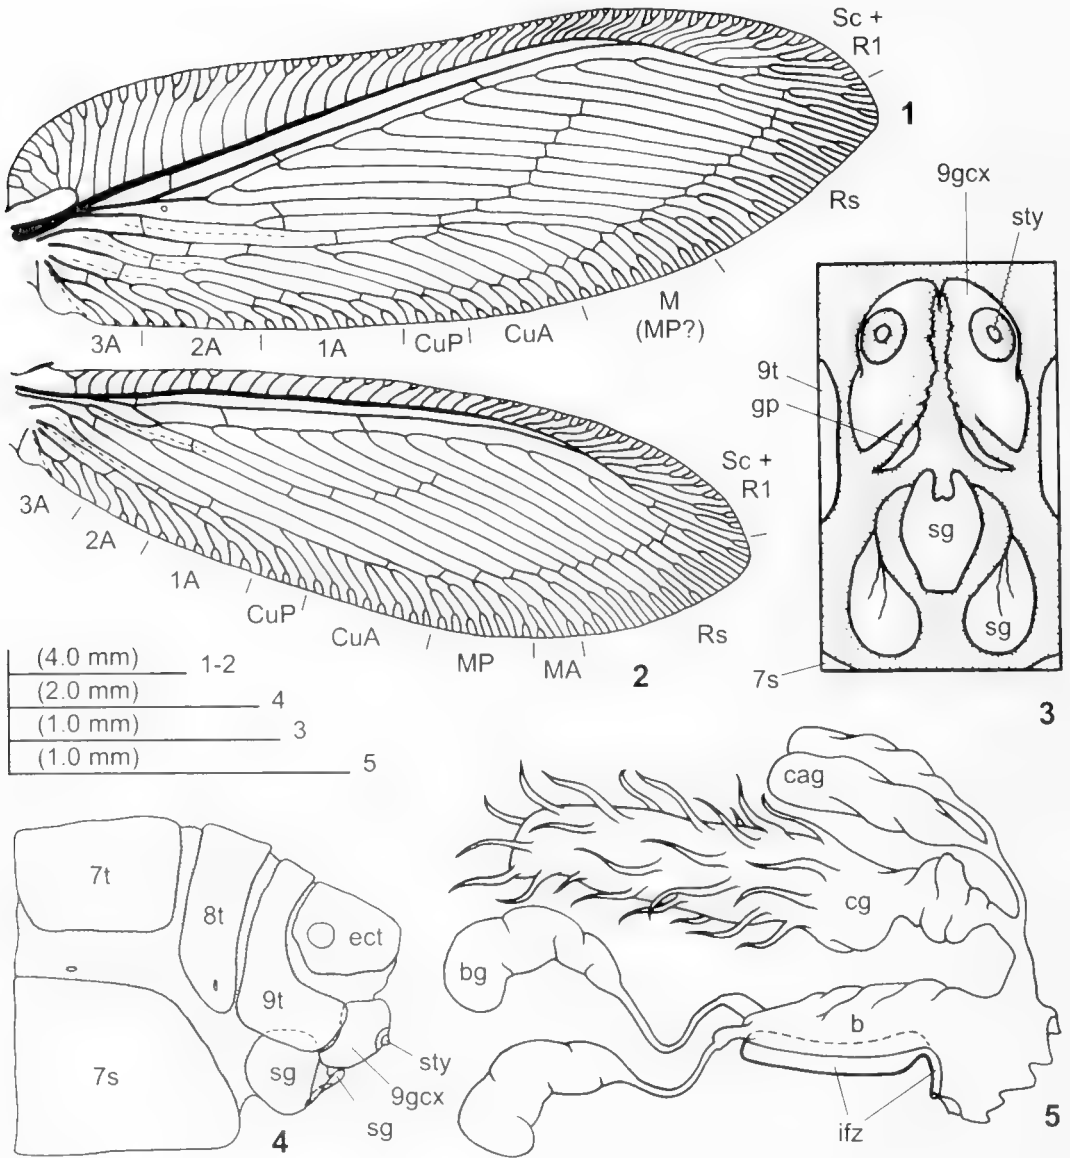 Sc +
R1
1
Rs
M
(MP?)
CuA
CuP
1A
2A
3A
Sc +
R1
Rs
MA
MP
CuA
CuP
1A
2A
3A
2
9gcx
sty
9t
gp
sg
sg
7s
3
(4.0 mm) 1-2
(2.0 mm) 4
(1.0 mm) 3
(1.0 mm) 5
7t
8t
ect
9t
7s
sg
sty
9gcx
sg
4
cag
cg
bg
b
ifz
5